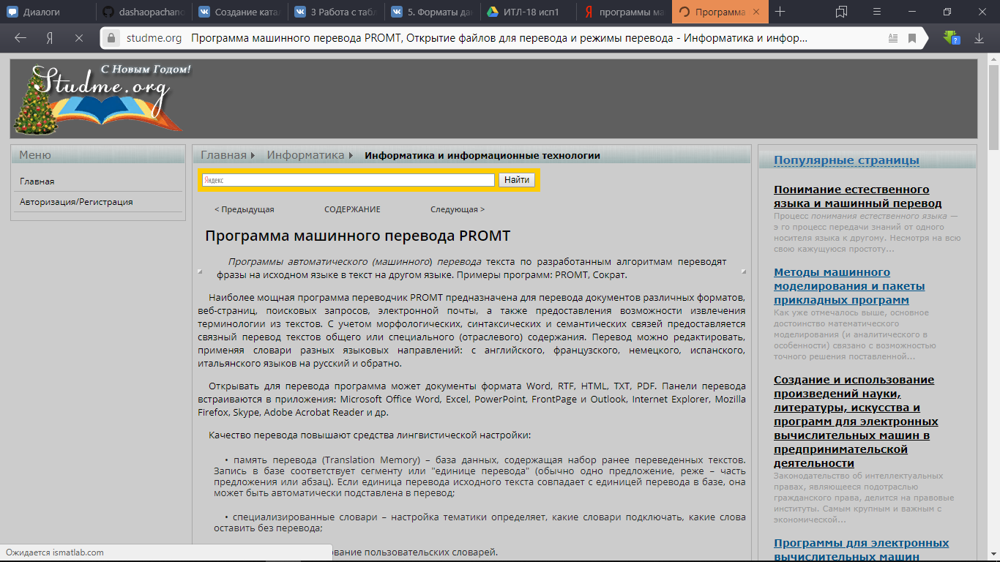 Диалоги
dashaopachanc
Создание ката
3 Работа с табл
5. Форматы да
ИТЛ-18 исп1
программы ма
Программа
studme.org Программа машинного перевода PROMT, Открытие файлов для перевода и режимы перевода - Информатика и инфор...
С Новым Годом!
Studme.org
Меню
Главная
Авторизация/Регистрация
Главная Информатика Информатика и информационные технологии
Яндекс
Найти
< Предыдущая СОДЕРЖАНИЕ Следующая >
Программа машинного перевода PROMT
Программы автоматического (машинного) перевода текста по разработанным алгоритмам переводят
фразы на исходном языке в текст на другом языке. Примеры программ: PROMT, Сократ.
Наиболее мощная программа переводчик PROMT предназначена для перевода документов различных форматов,
веб-страниц, поисковых запросов, электронной почты, а также предоставления возможности извлечения
терминологии из текстов. С учетом морфологических, синтаксических и семантических связей предоставляется
связный перевод текстов общего или специального (отраслевого) содержания. Перевод можно редактировать,
применяя словари разных языковых направлений: с английского, французского, немецкого, испанского,
итальянского языков на русский и обратно.
Открывать для перевода программа может документы формата Word, RTF, HTML, TXT, PDF. Панели перевода
встраиваются в приложения: Microsoft Office Word, Excel, PowerPoint, FrontPage и Outlook, Internet Explorer, Mozilla
Firefox, Skype, Adobe Acrobat Reader и др.
Качество перевода повышают средства лингвистической настройки:
• память перевода (Translation Memory) – база данных, содержащая набор ранее переведенных текстов.
Запись в базе соответствует сегменту или "единице перевода" (обычно одно предложение, реже – часть
предложения или абзац). Если единица перевода исходного текста совпадает с единицей перевода в базе, она
может быть автоматически подставлена в перевод;
• специализированные словари – настройка тематики определяет, какие словари подключать, какие слова
оставить без перевода;
ование пользовательских словарей.
Популярные страницы
Понимание естественного
языка и машинный перевод
Процесс понимания естественного языка —
э го процесс передачи знаний от одного
носителя языка к другому. Несмотря на всю
свою кажущуюся простоту...
Методы машинного
моделирования и пакеты
прикладных программ
Как уже отмечалось выше, основное
достоинство математического
моделирования (и аналитического в
особенности) связано с возможностью
точного решения поставленной...
Создание и использование
произведений науки,
литературы, искусства и
программ для электронных
вычислительных машин в
предпринимательской
деятельности
Законодательство об интеллектуальных
правах, являющееся подотраслью
гражданского права, делится на правовые
институты. Самым крупным и важным с
экономической...
Программы для электронных
вычислительных машин
Ожидается ismatlab.com